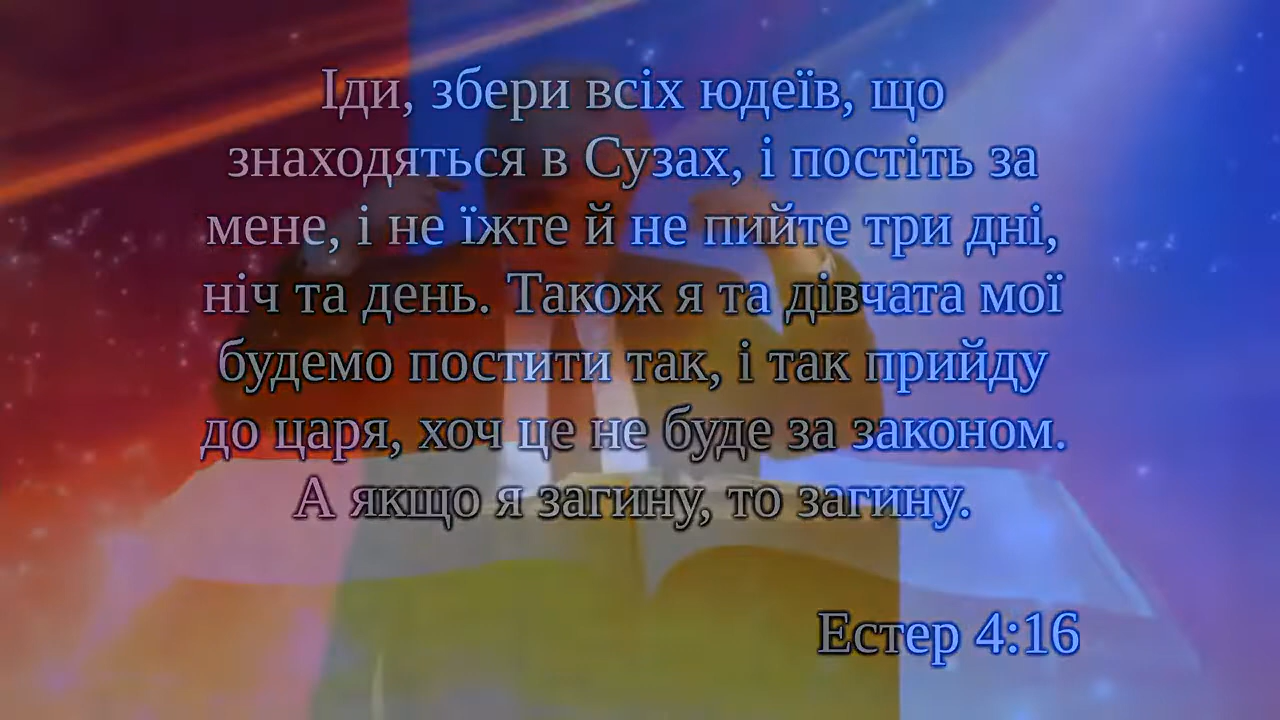 Іди, збери всіх юдеїв, що
знаходяться в Сузах, і постіть за
мене, і не їжте й не пийте три дні,
ніч та день. Також я та дівчата мої
будемо постити так, і так прийду
до царя, хоч це не буде за законом.
А якщо я загину, то загину.
Естер 4:16